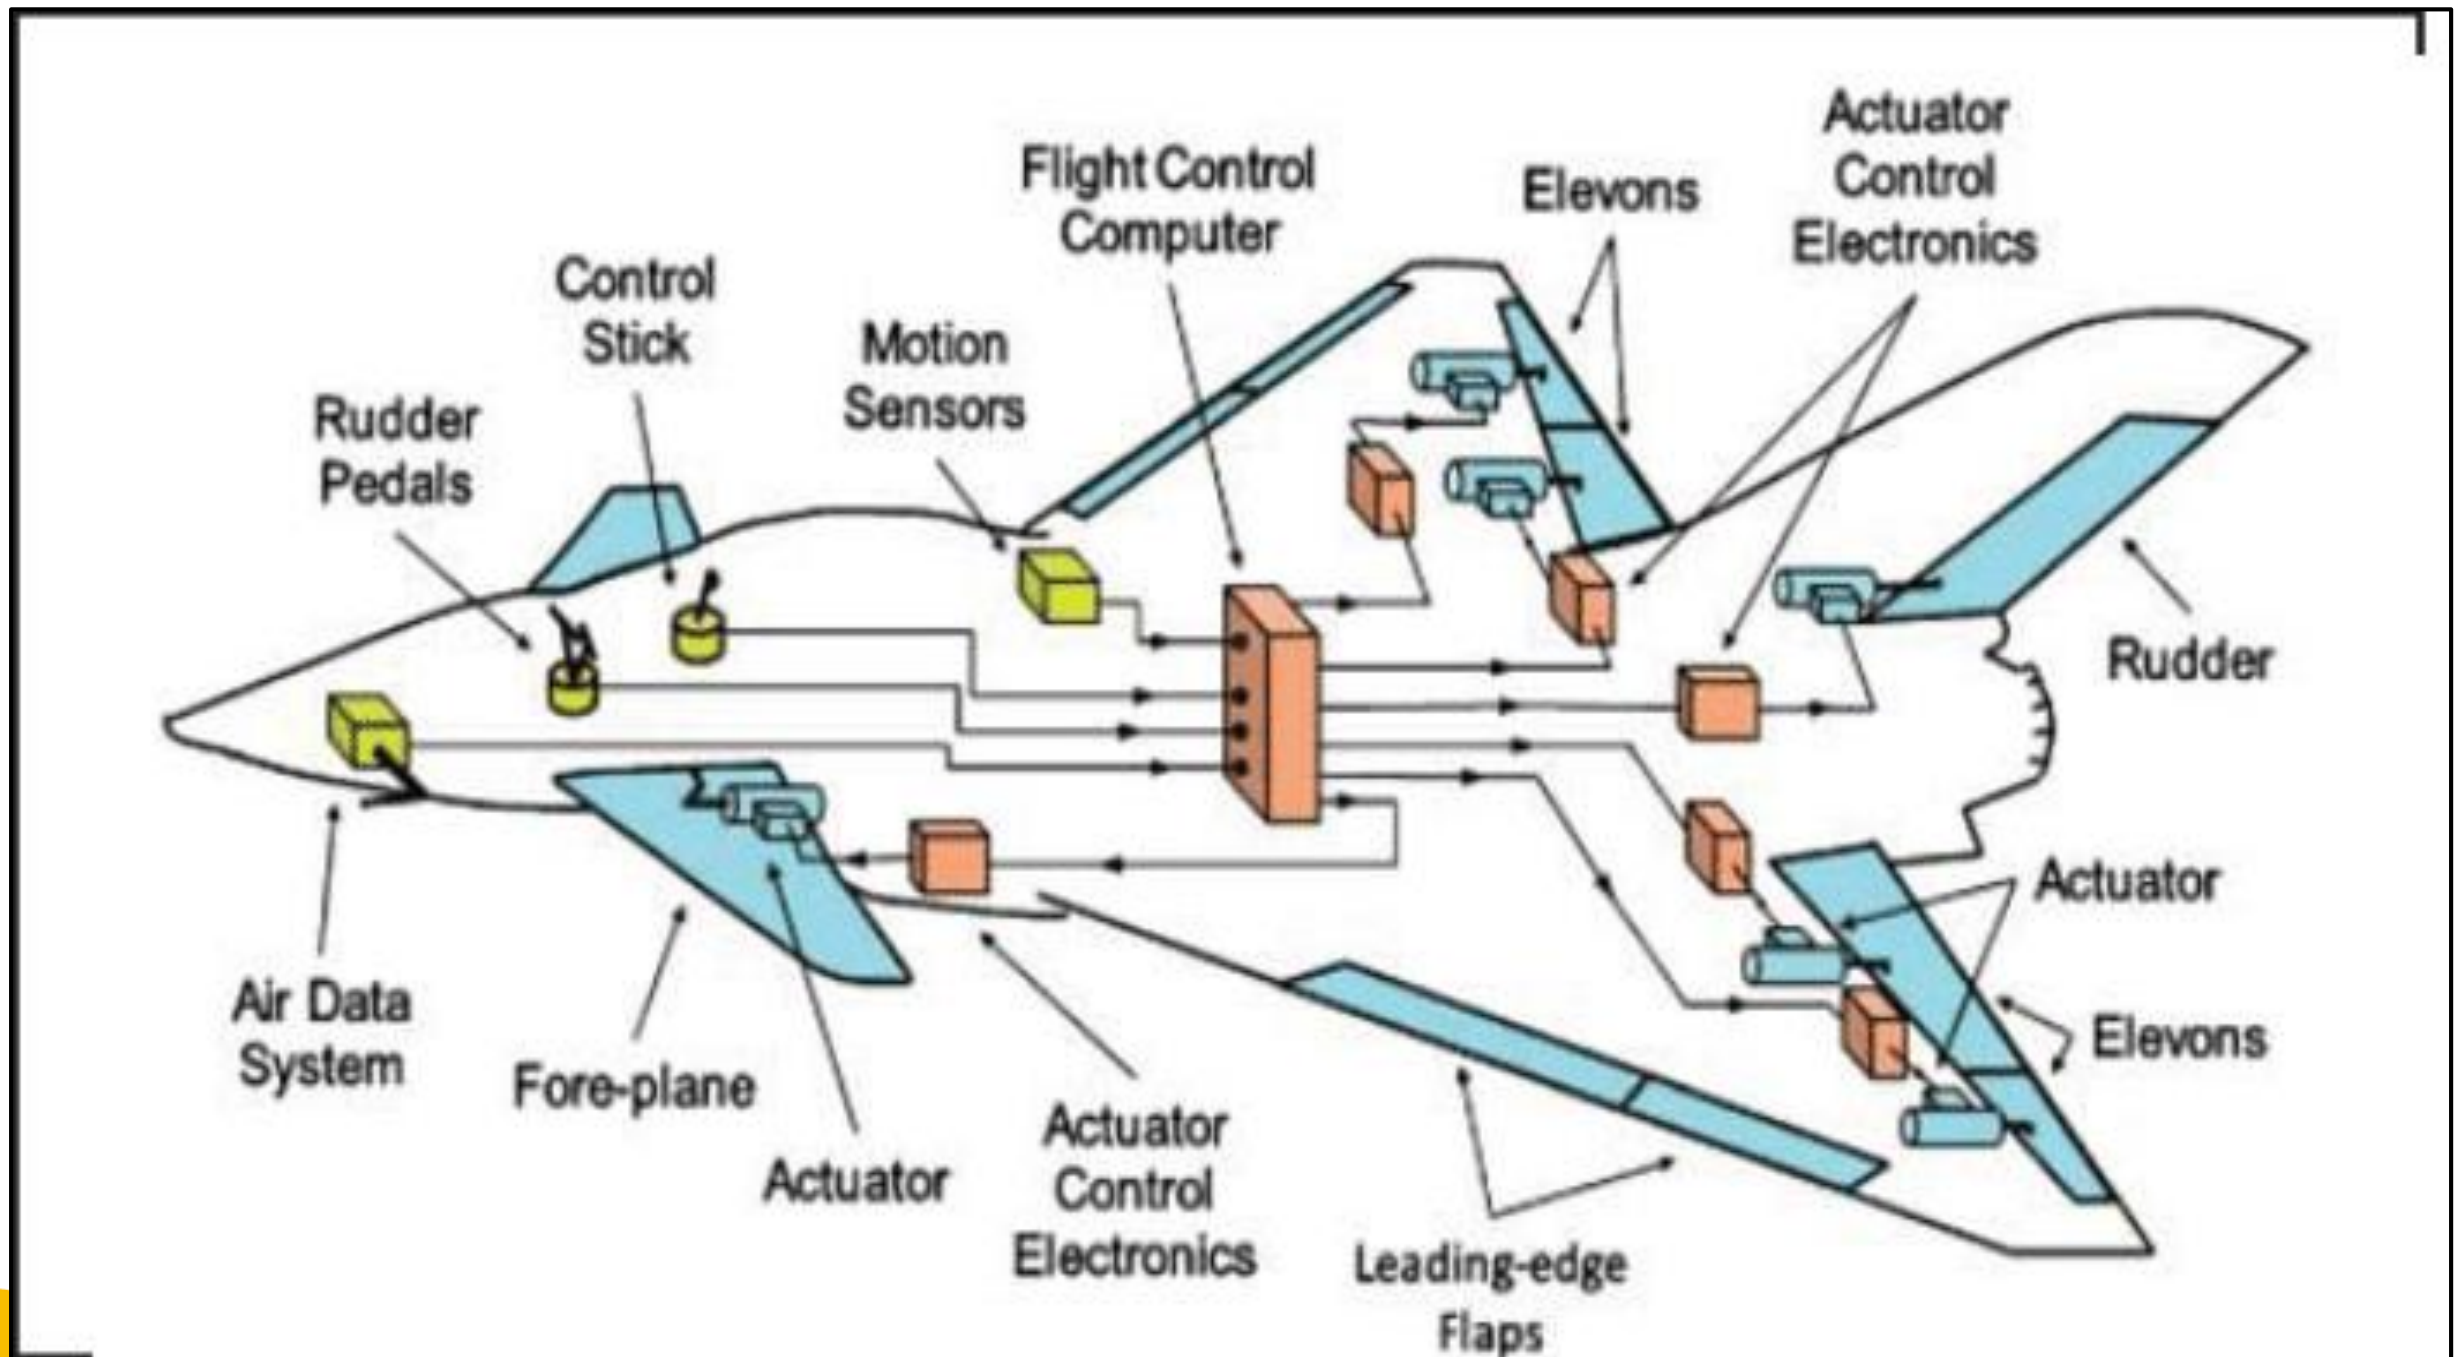 Actuator
Control
Electronics
Flight Control
Computer
Elevons
Control
Stick
Motion
Sensors
Rudder
Pedals
Rudder
Actuator
Elevons
Air Data
System
Fore-plane
Actuator
Actuator
Control
Electronics
Leading-edge
Flaps